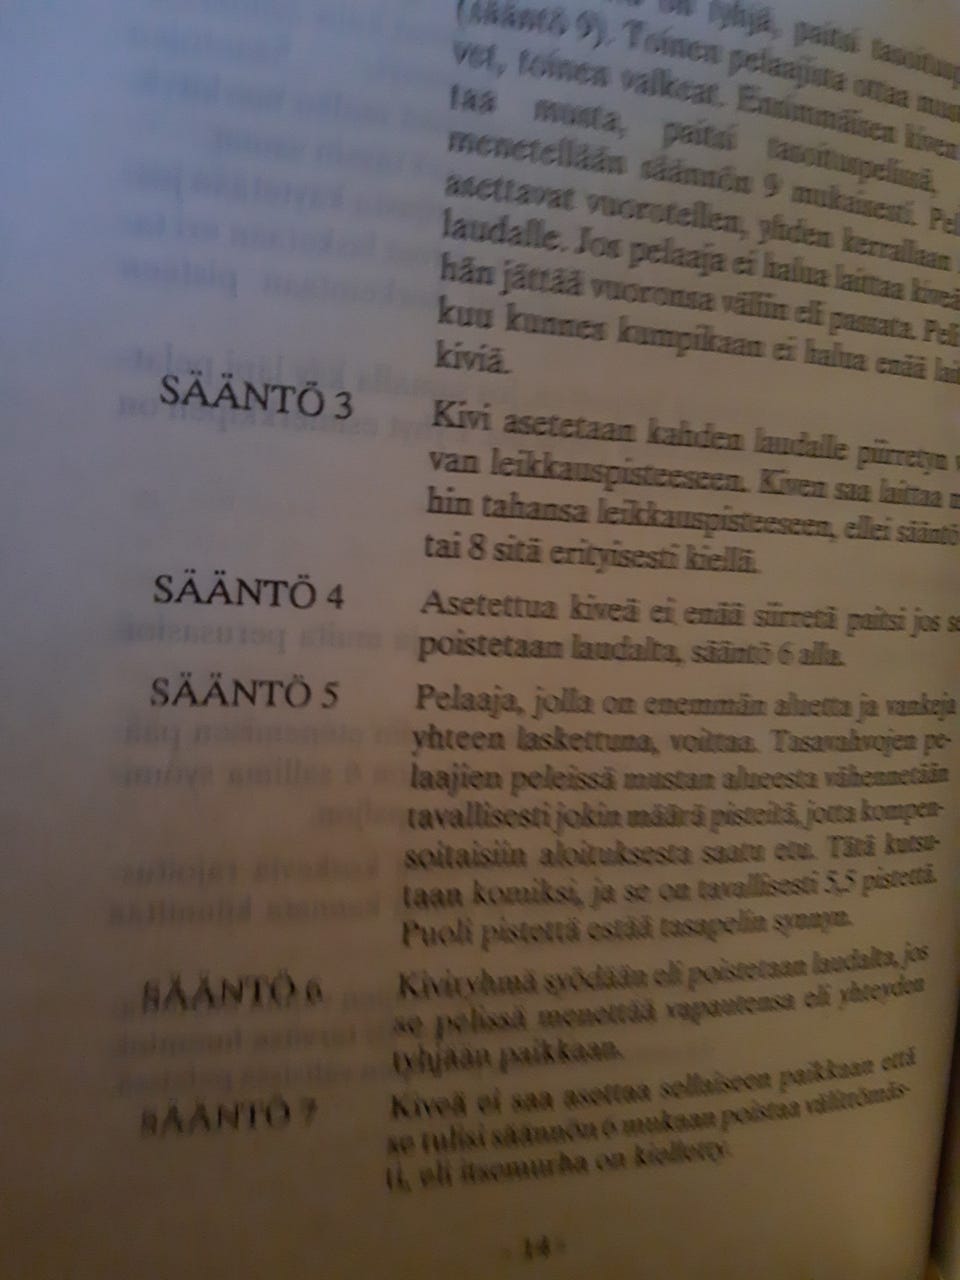 on tyhjä, paitsi
(sääntö 9). Toinen pelaajista ottaa
vet, toinen valkeat. Ensimmäisen kiven
taa musta, paitsi tasoituspelissä,
menetellään säännön 9 mukaisesti.
asettavat vuorotellen, yhden kerrallaan
laudalle. Jos pelaaja ei halua laittaa kiveä
hän jättää vuoronsa väliin eli passata.
kuu kunnes kumpikaan ei halua enää
kiviä.
SÄÄNTÖ 3 Kivi asetetaan kahden laudalle piirretyn
van leikkauspisteeseen. Kiven saa laittaa
hin tahansa leikkauspisteeseen, ellei sääntö
tai 8 sitä erityisesti kiellä.
SÄÄNTÖ 4 Asetettua kiveä ei enää siirretä paitsi jos se
poistetaan laudalta, sääntö 6 alla.
SÄÄNTÖ 5 Pelaaja, jolla on enemmän aluetta ja vankeja
yhteen laskettuna, voittaa. Tasavahvojen pe-
laajien peleissä mustan alueesta vähennetään
tavallisesti jokin määrä pisteitä, jotta kompen-
soitaisiin aloituksesta saatu etu. Tätä kutsu-
taan komiksi, ja se on tavallisesti 5,5 pistettä.
Puoli pistettä estää tasapelin synnyn.
SÄÄNTÖ 6 Kiviryhmä syödään eli poistetaan laudalta, jos
se pelissä menettää vapautensa eli yhteyden
tyhjään paikkaan.
SÄÄNTÖ 7 Kiveä ei saa asettaa sellaiseen paikkaan että
se tulisi säännön 6 mukaan poistaa välittömäs-
ti, eli itsemurha on kielletty.
14